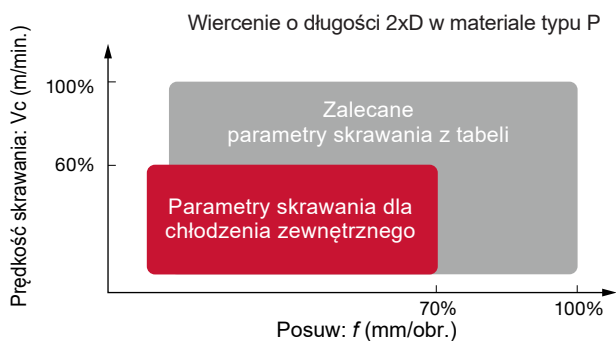 Wiercenie o długości 2xD w materiale typu P
Prędkość skrawania: Vc (m/min.)
100%
Zalecane
parametry skrawania z tabeli
60%
Parametry skrawania dla
chłodzenia zewnętrznego
70%
100%
Posuw: f (mm/obr.)